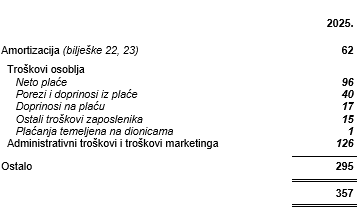 2025.
Amortizacija (bilješke 22, 23) 62
Troškovi osoblja
Neto plaće 96
Porezi i doprinosi iz plaće 40
Doprinosi na plaću 17
Ostali troškovi zaposlenika 15
Plaćanja temeljena na dionicama 1
Administrativni troškovi i troškovi marketinga 126
Ostalo 295
357